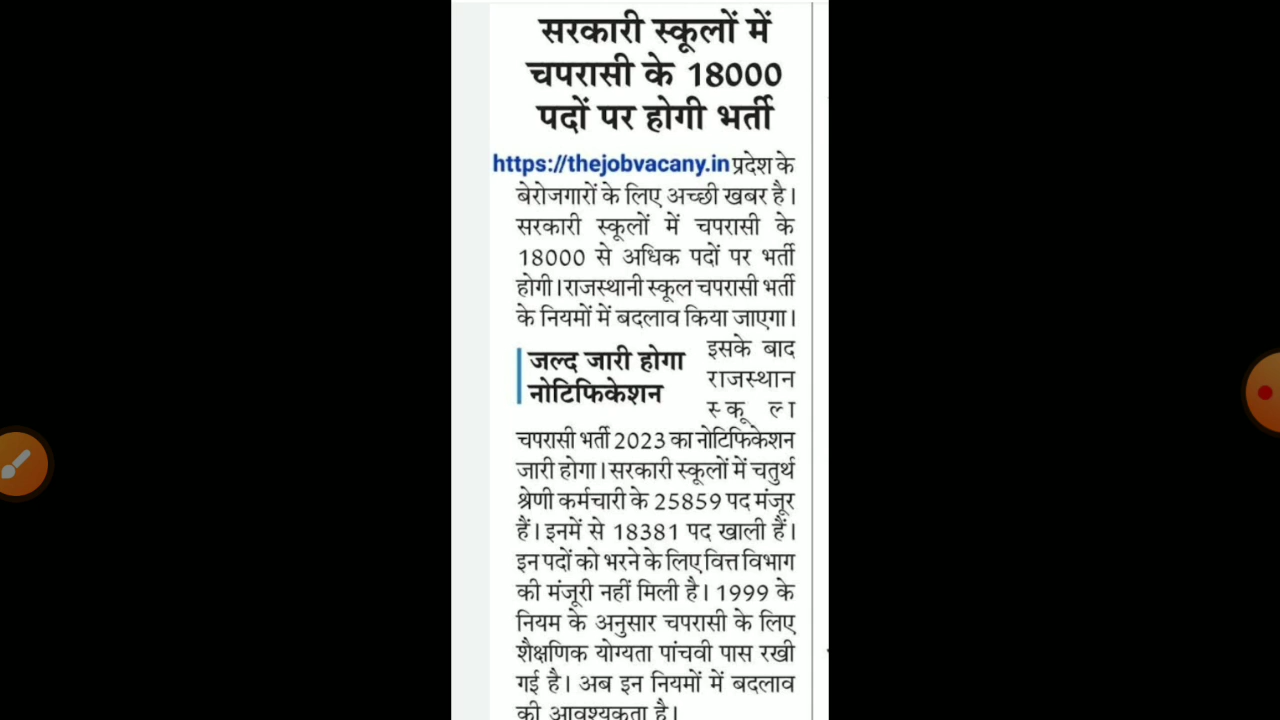 सरकारी स्कूलों में
चपरासी के 18000
पदों पर होगी भर्ती
https://thejobvacany.in प्रदेश के
बेरोजगारों के लिए अच्छी खबर है।
सरकारी स्कूलों में चपरासी के
18000 से अधिक पदों पर भर्ती
होगी। राजस्थानी स्कूल चपरासी भर्ती
के नियमों में बदलाव किया जाएगा।
जल्द जारी होगा
नोटिफिकेशन
इसके बाद
राजस्थान
स्कूला
चपरासी भर्ती 2023 का नोटिफिकेशन
जारी होगा। सरकारी स्कूलों में चतुर्थ
श्रेणी कर्मचारी के 25859 पद मंजूर
हैं। इनमें से 18381 पद खाली हैं।
इन पदों को भरने के लिए वित्त विभाग
की मंजूरी नहीं मिली है। 1999 के
नियम के अनुसार चपरासी के लिए
शैक्षणिक योग्यता पांचवी पास रखी
गई है। अब इन नियमों में बदलाव
की आवश्यकता है।